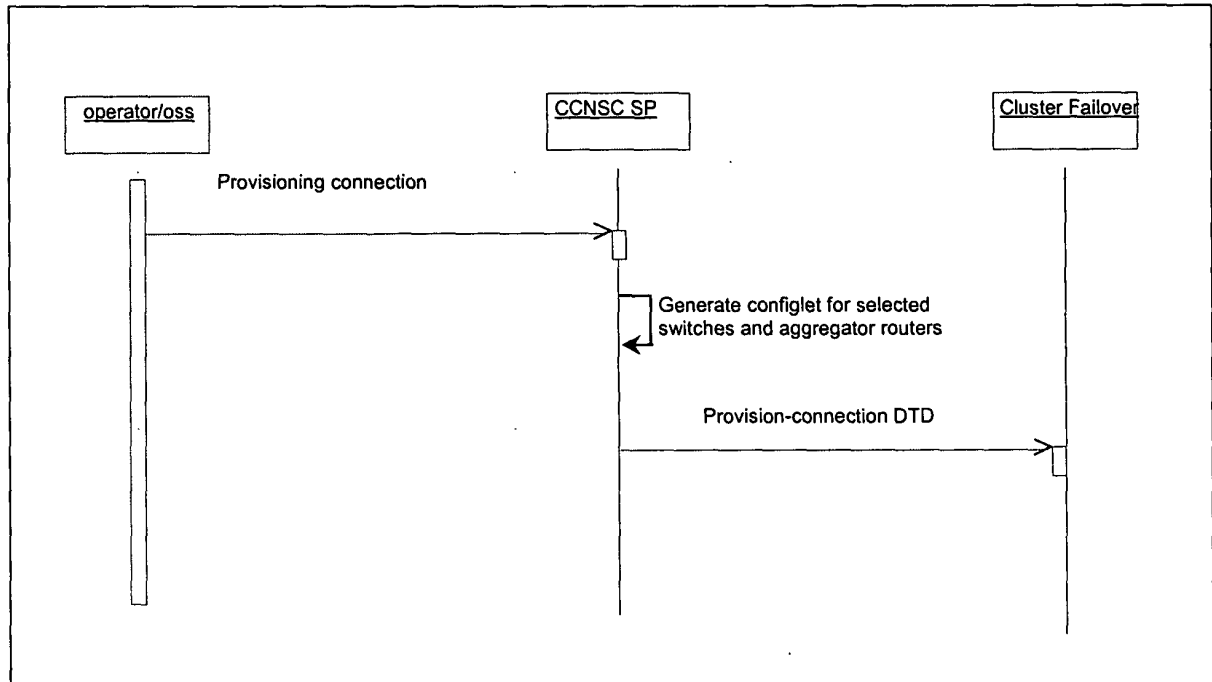 operator/oss
CCNSC SP
Cluster Failover
Provisioning connection
Generate configlet for selected
switches and aggregator routers
Provision-connection DTD